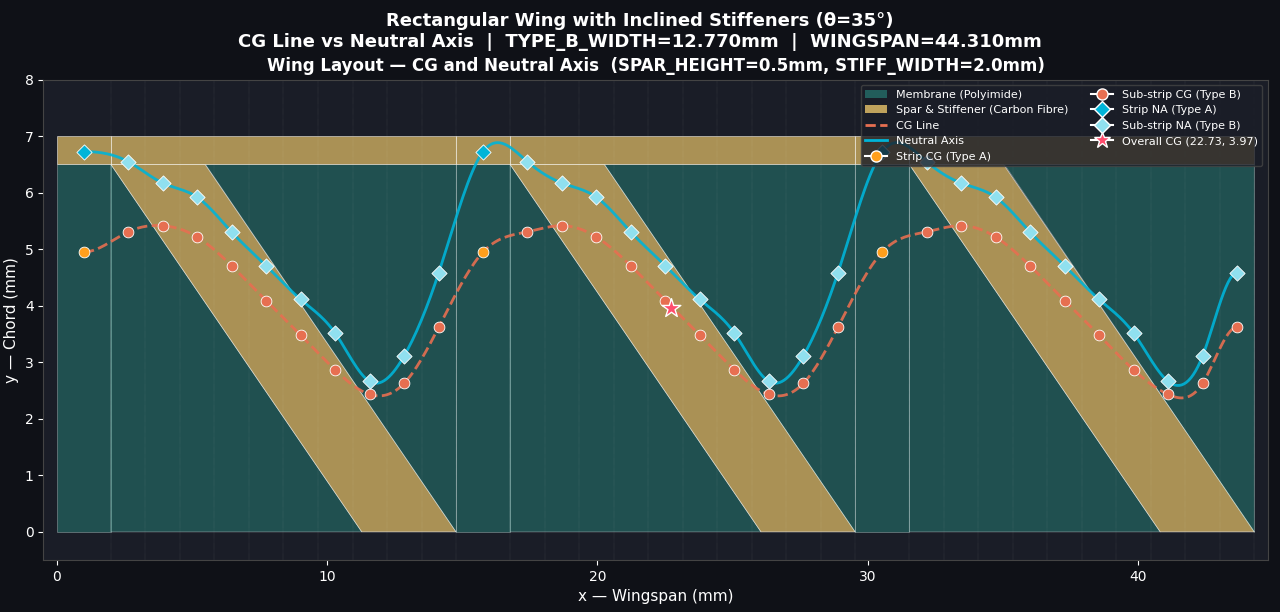 Rectangular Wing with Inclined Stiffeners (θ=35°)
CG Line vs Neutral Axis | TYPE_B_WIDTH=12.770mm | WINGSPAN=44.310mm
Wing Layout — CG and Neutral Axis (SPAR_HEIGHT=0.5mm, STIFF_WIDTH=2.0mm)
Membrane (Polyimide)
Spar & Stiffener (Carbon Fibre)
CG Line
Neutral Axis
Strip CG (Type A)
Sub-strip CG (Type B)
Strip NA (Type A)
Sub-strip NA (Type B)
Overall CG (22.73, 3.97)
y — Chord (mm)
8
7
6
5
4
3
2
1
0
0
10
20
30
40
x — Wingspan (mm)